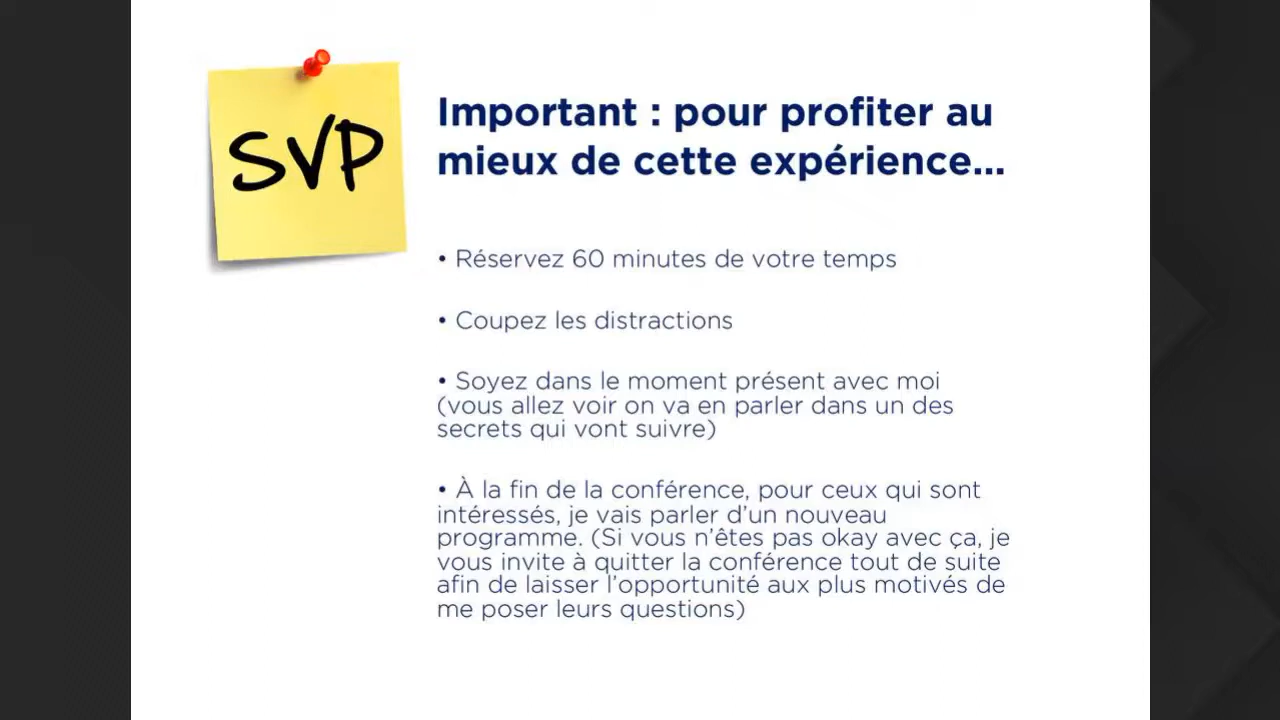 SVP
Important : pour profiter au
mieux de cette expérience...
• Réservez 60 minutes de votre temps
• Coupez les distractions
• Soyez dans le moment présent avec moi
(vous allez voir on va en parler dans un des
secrets qui vont suivre)
• À la fin de la conférence, pour ceux qui sont
intéressés, je vais parler d'un nouveau
programme. (Si vous n'êtes pas okay avec ça, je
vous invite à quitter la conférence tout de suite
afin de laisser l'opportunité aux plus motivés de
me poser leurs questions)